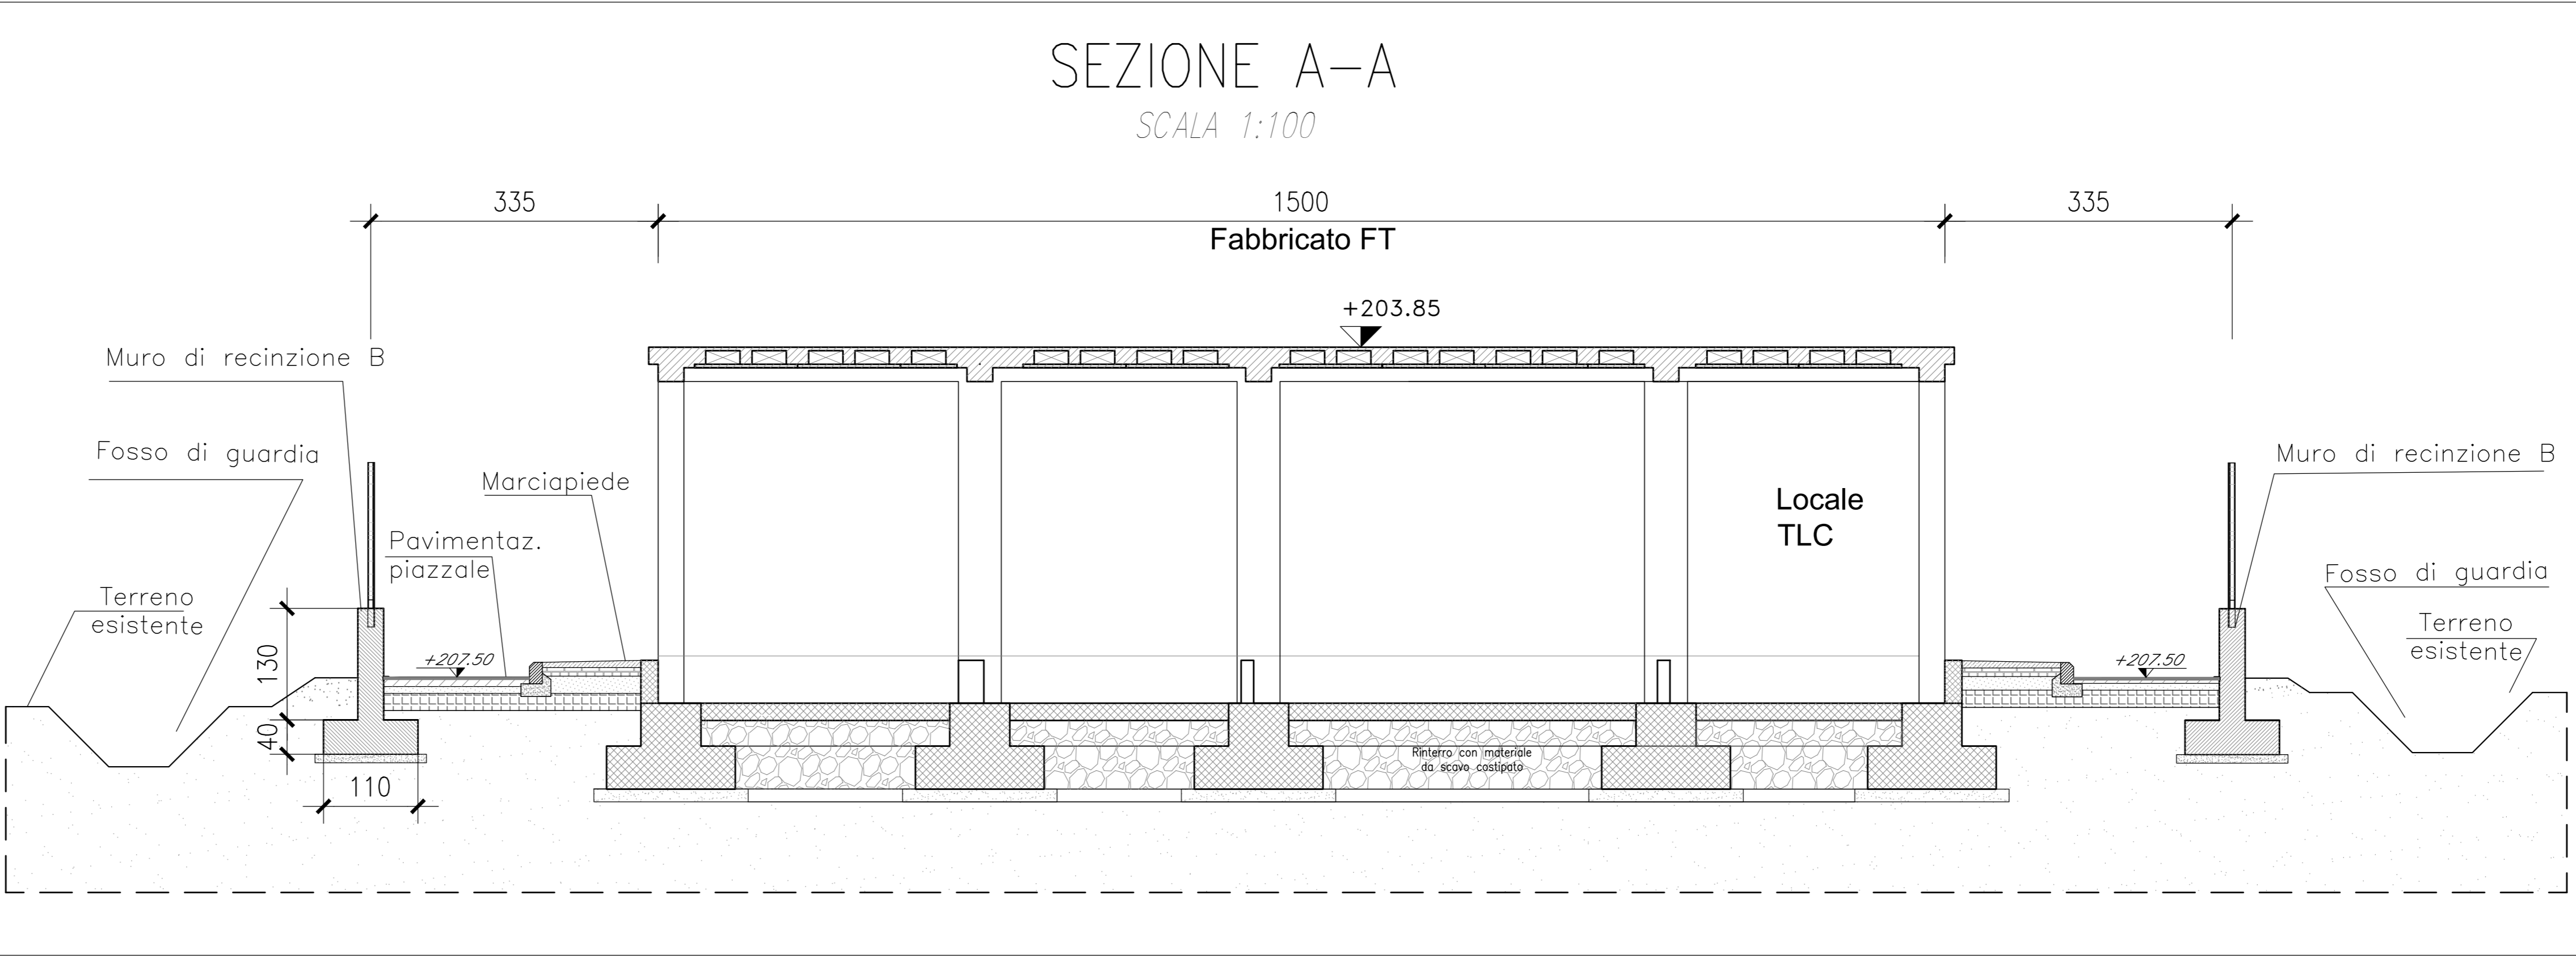 SEZIONE A-A
SCALA 1:100
335
1500
335
Fabbricato FT
+203.85
Muro di recinzione B
Fosso di guardia
Marciapiede
Muro di recinzione B
Locale
TLC
Pavimentaz.
piazzale
Fosso di guardia
Terreno
esistente
Terreno
esistente
130
+207.50
+207.50
40
Rinterro con materiale
da scavo costipato
110